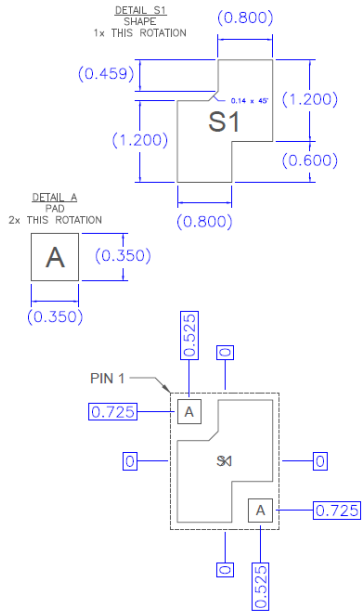 DETAIL S1
SHAPE
1x THIS ROTATION
(0.800)
(0.459)
0.14 x 45°
(1.200)
S1
(1.200)
(0.600)
(0.800)
DETAIL A
PAD
2x THIS ROTATION
A
(0.350)
(0.350)
0.525
0
PIN 1
0.725
A
0
0
A
0.725
0
0.525